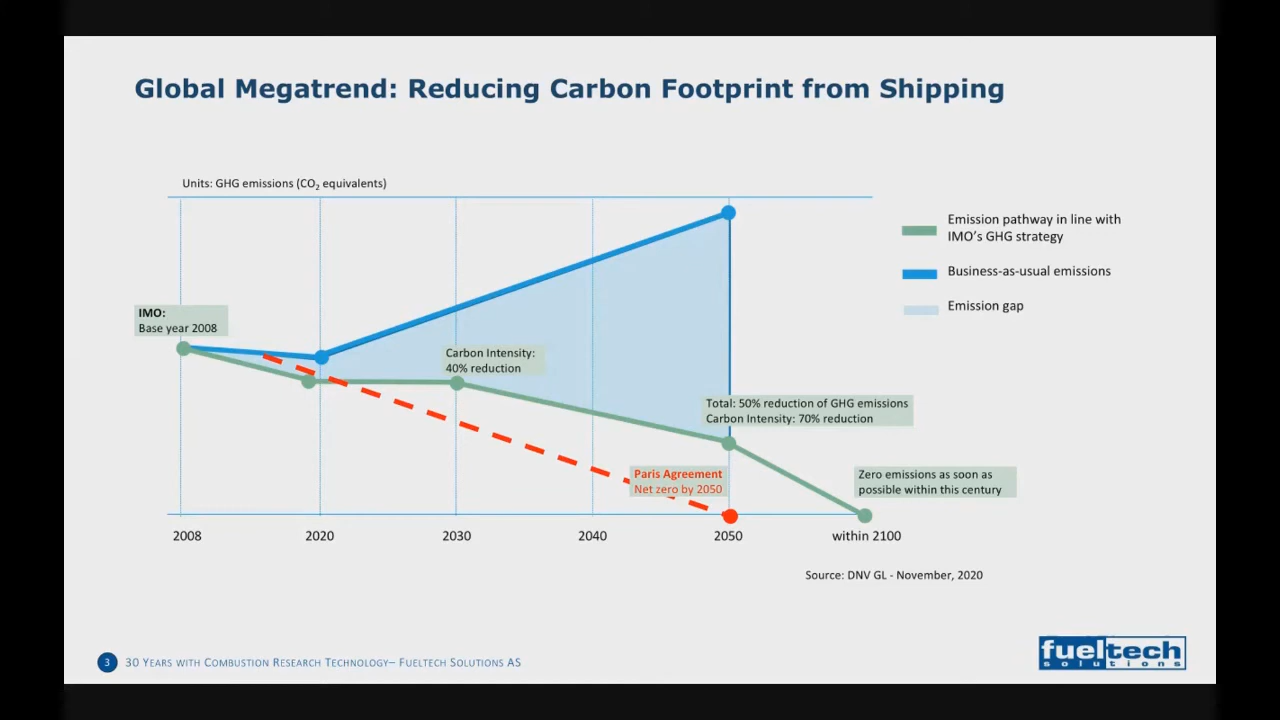 Global Megatrend: Reducing Carbon Footprint from Shipping
Units: GHG emissions (CO₂ equivalents)
Emission pathway in line with
IMO's GHG strategy
Business-as-usual emissions
Emission gap
IMO:
Base year 2008
Carbon Intensity:
40% reduction
Total: 50% reduction of GHG emissions
Carbon Intensity: 70% reduction
Paris Agreement
Net zero by 2050
Zero emissions as soon as
possible within this century
2008 2020 2030 2040 2050 within 2100
Source: DNV GL - November, 2020
3 30 Years with Combustion Research Technology– Fueltech Solutions AS
fueltech
solutions